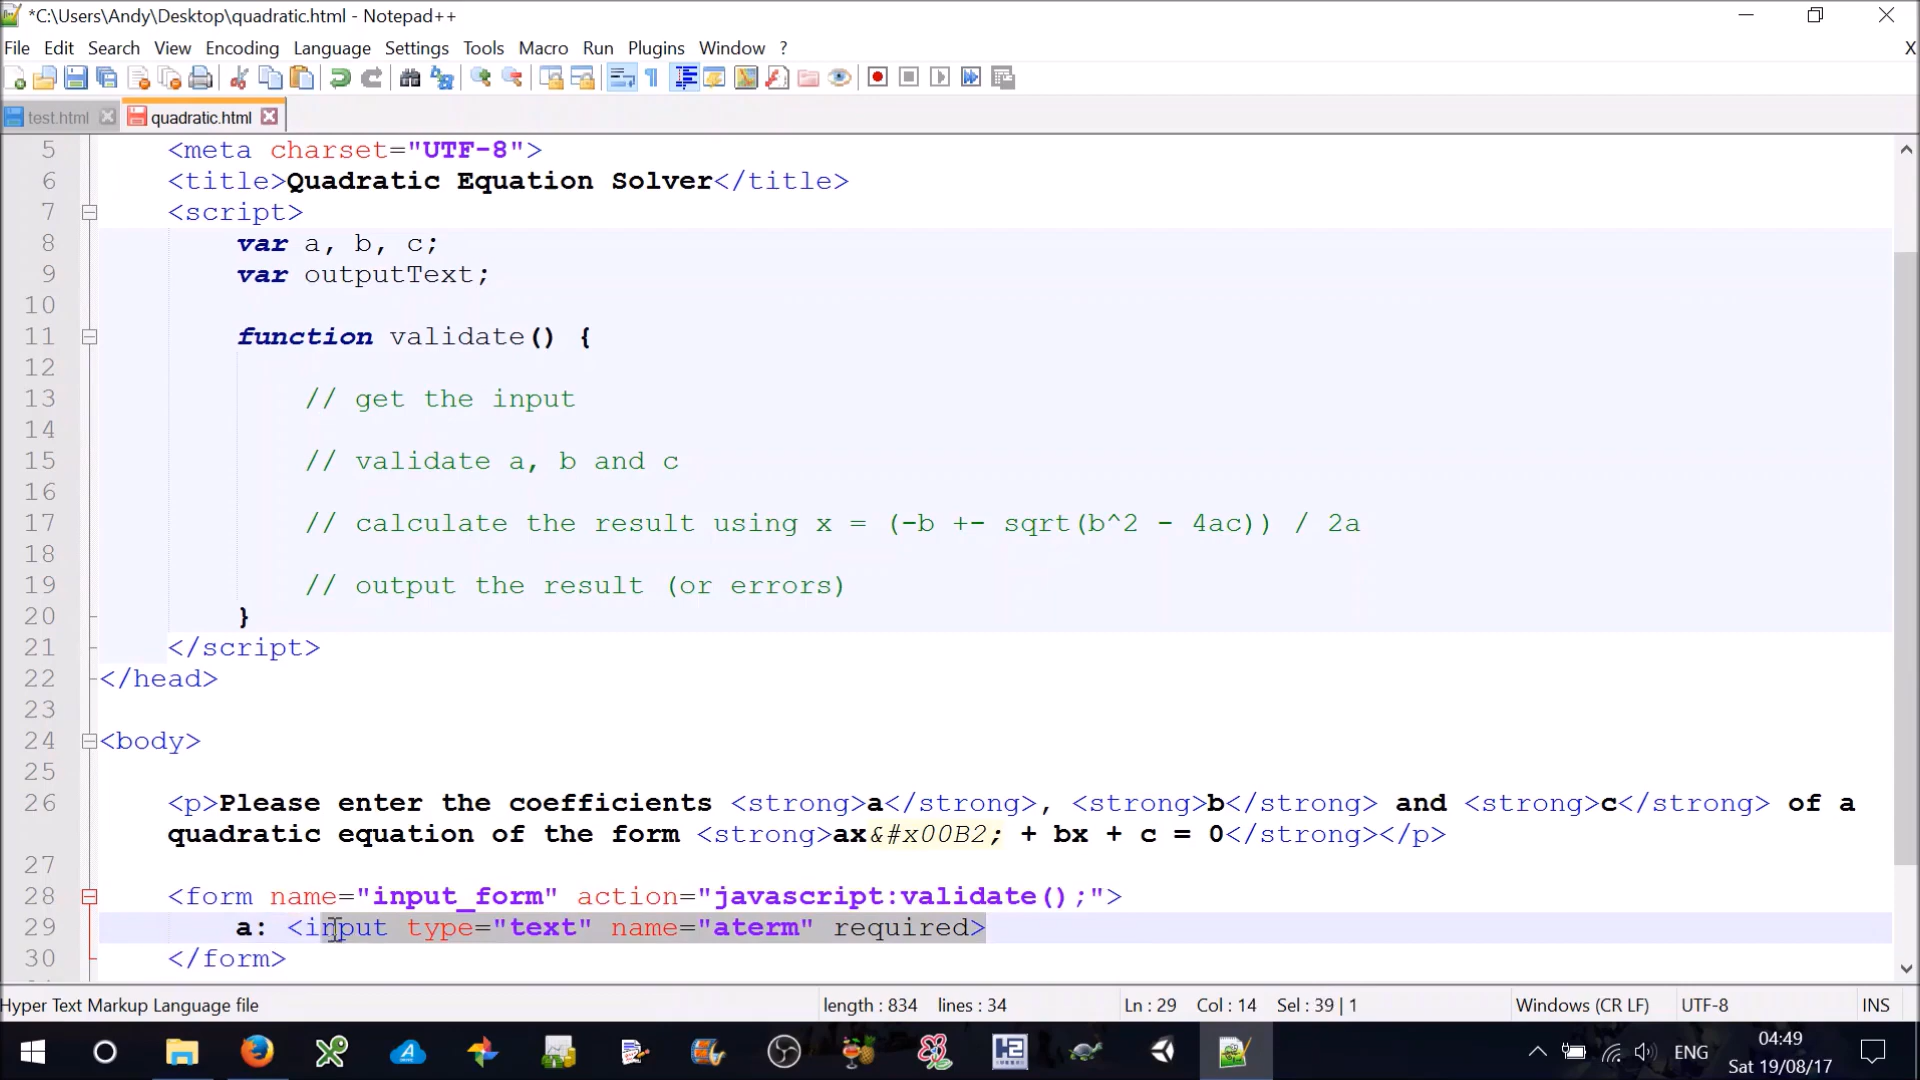 *C:\Users\Andy\Desktop\quadratic.html - Notepad++
File Edit Search View Encoding Language Settings Tools Macro Run Plugins Window ? X
test.html quadratic.html
5 <meta charset="UTF-8">
6 <title>Quadratic Equation Solver</title>
7 <script>
8 var a, b, c;
9 var outputText;
10
11 function validate() {
12
13 // get the input
14
15 // validate a, b and c
16
17 // calculate the result using x = (-b +- sqrt(b^2 - 4ac)) / 2a
18
19 // output the result (or errors)
20 }
21 </script>
22 </head>
23
24 <body>
25
26 <p>Please enter the coefficients <strong>a</strong>, <strong>b</strong> and <strong>c</strong> of a
quadratic equation of the form <strong>ax&#x00B2; + bx + c = 0</strong></p>
27
28 <form name="input_form" action="javascript:validate();">
29 a: <input type="text" name="aterm" required>
30 </form>
Hyper Text Markup Language file length : 834 lines : 34 Ln : 29 Col : 14 Sel : 39 | 1 Windows (CR LF) UTF-8 INS
ENG 04:49
Sat 19/08/17